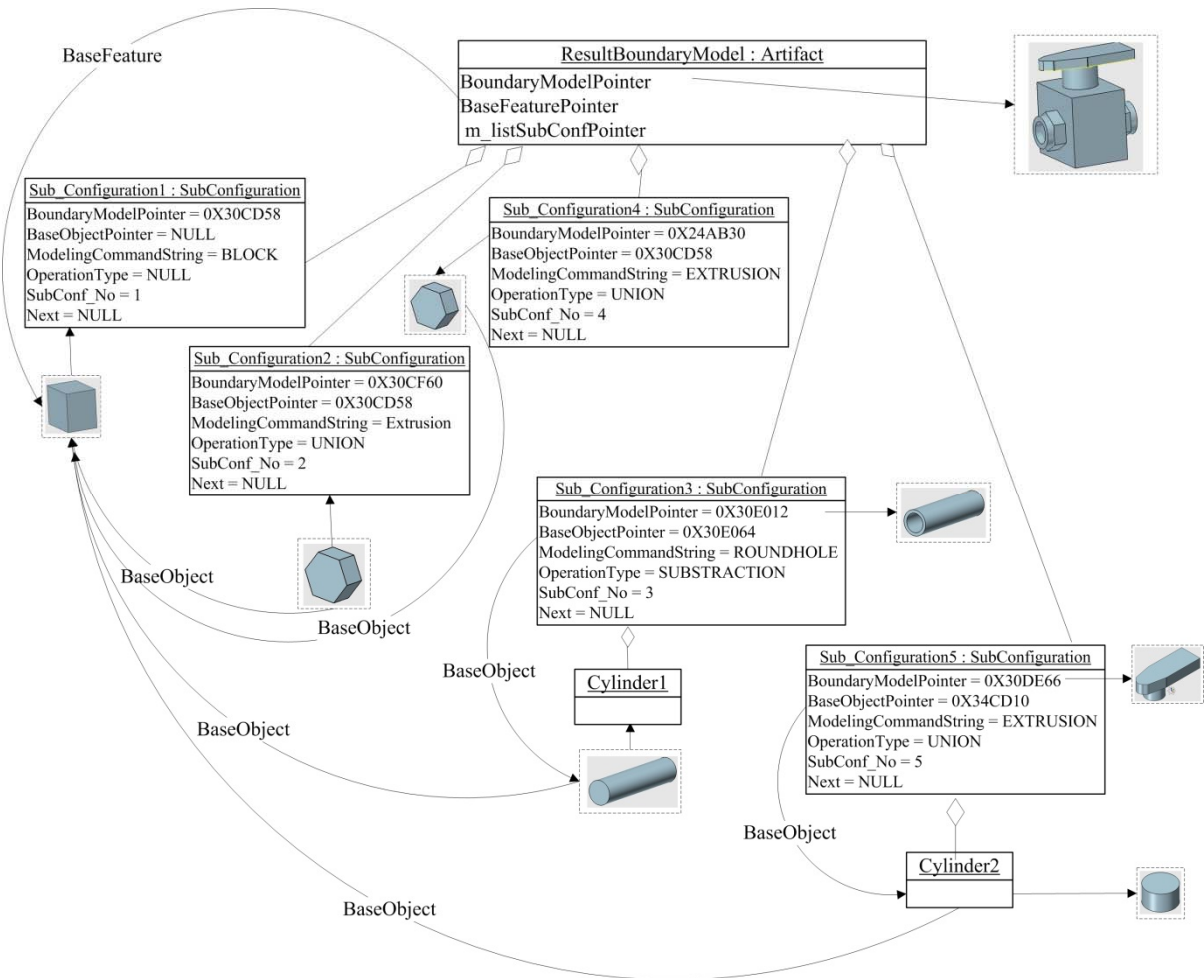 BaseFeature
ResultBoundaryModel : Artifact
BoundaryModelPointer
BaseFeaturePointer
m_listSubConfPointer
Sub_Configuration1 : SubConfiguration
BoundaryModelPointer = 0X30CD58
BaseObjectPointer = NULL
ModelingCommandString = BLOCK
OperationType = NULL
SubConf_No = 1
Next = NULL
Sub_Configuration4 : SubConfiguration
BoundaryModelPointer = 0X24AB30
BaseObjectPointer = 0X30CD58
ModelingCommandString = EXTRUSION
OperationType = UNION
SubConf_No = 4
Next = NULL
Sub_Configuration2 : SubConfiguration
BoundaryModelPointer = 0X30CF60
BaseObjectPointer = 0X30CD58
ModelingCommandString = Extrusion
OperationType = UNION
SubConf_No = 2
Next = NULL
Sub_Configuration3 : SubConfiguration
BoundaryModelPointer = 0X30E012
BaseObjectPointer = 0X30E064
ModelingCommandString = ROUNDHOLE
OperationType = SUBSTRACTION
SubConf_No = 3
Next = NULL
BaseObject
BaseObject
BaseObject
Cylinder1
Sub_Configuration5 : SubConfiguration
BoundaryModelPointer = 0X30DE66
BaseObjectPointer = 0X34CD10
ModelingCommandString = EXTRUSION
OperationType = UNION
SubConf_No = 5
Next = NULL
BaseObject
BaseObject
Cylinder2
BaseObject